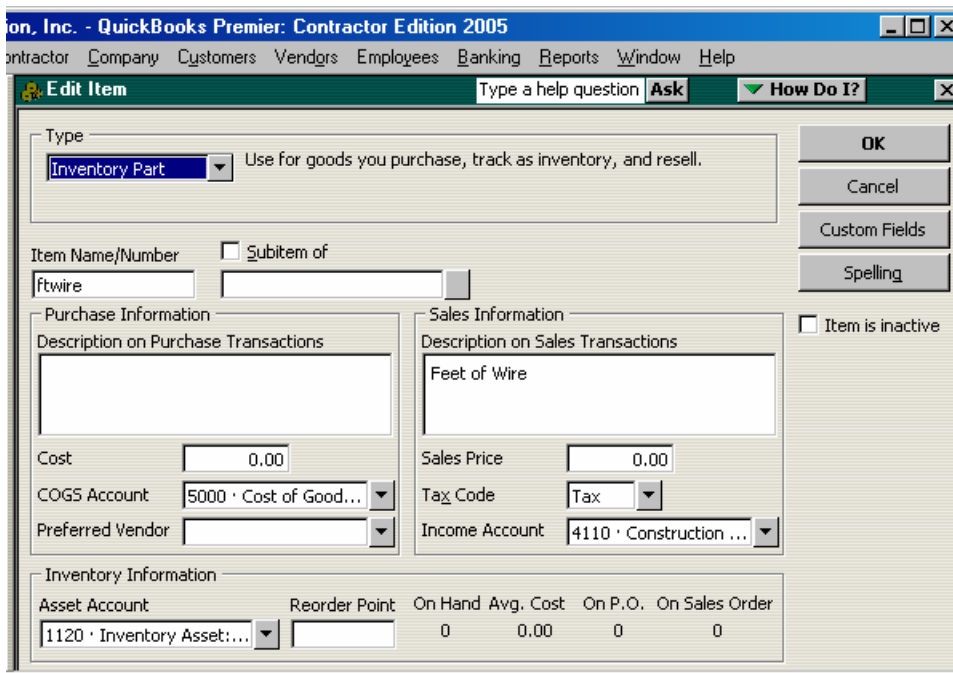 ion, Inc. - QuickBooks Premier: Contractor Edition 2005
ontractor Company Customers Vendors Employees Banking Reports Window Help
Edit Item Type a help question Ask How Do I?
Type
Inventory Part Use for goods you purchase, track as inventory, and resell.
OK
Cancel
Custom Fields
Spelling
Item is inactive
Item Name/Number Subitem of
ftwire
Purchase Information
Description on Purchase Transactions
Cost 0.00
COGS Account 5000 · Cost of Good...
Preferred Vendor
Sales Information
Description on Sales Transactions
Feet of Wire
Sales Price 0.00
Tax Code Tax
Income Account 4110 · Construction ...
Inventory Information
Asset Account Reorder Point On Hand Avg. Cost On P.O. On Sales Order
1120 · Inventory Asset:... 0 0.00 0 0